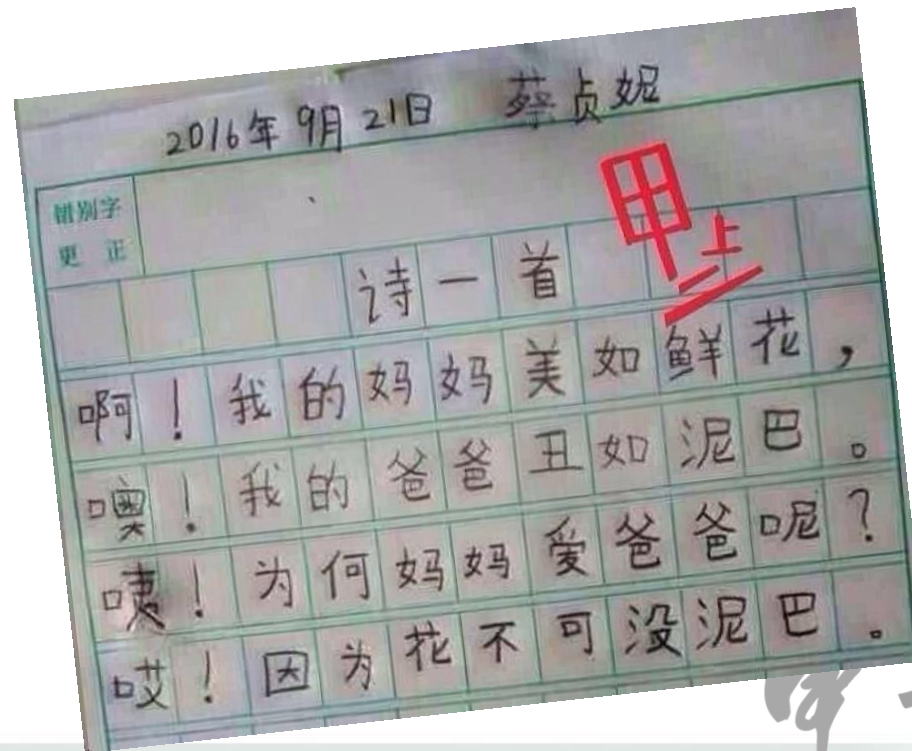 2016年9月21日 蔡贞妮
错别字
更正
甲上
诗一首
啊！我的妈妈美如鲜花，
噢！我的爸爸丑如泥巴。
咦！为何妈妈爱爸爸呢？
哎！因为花不可没泥巴。